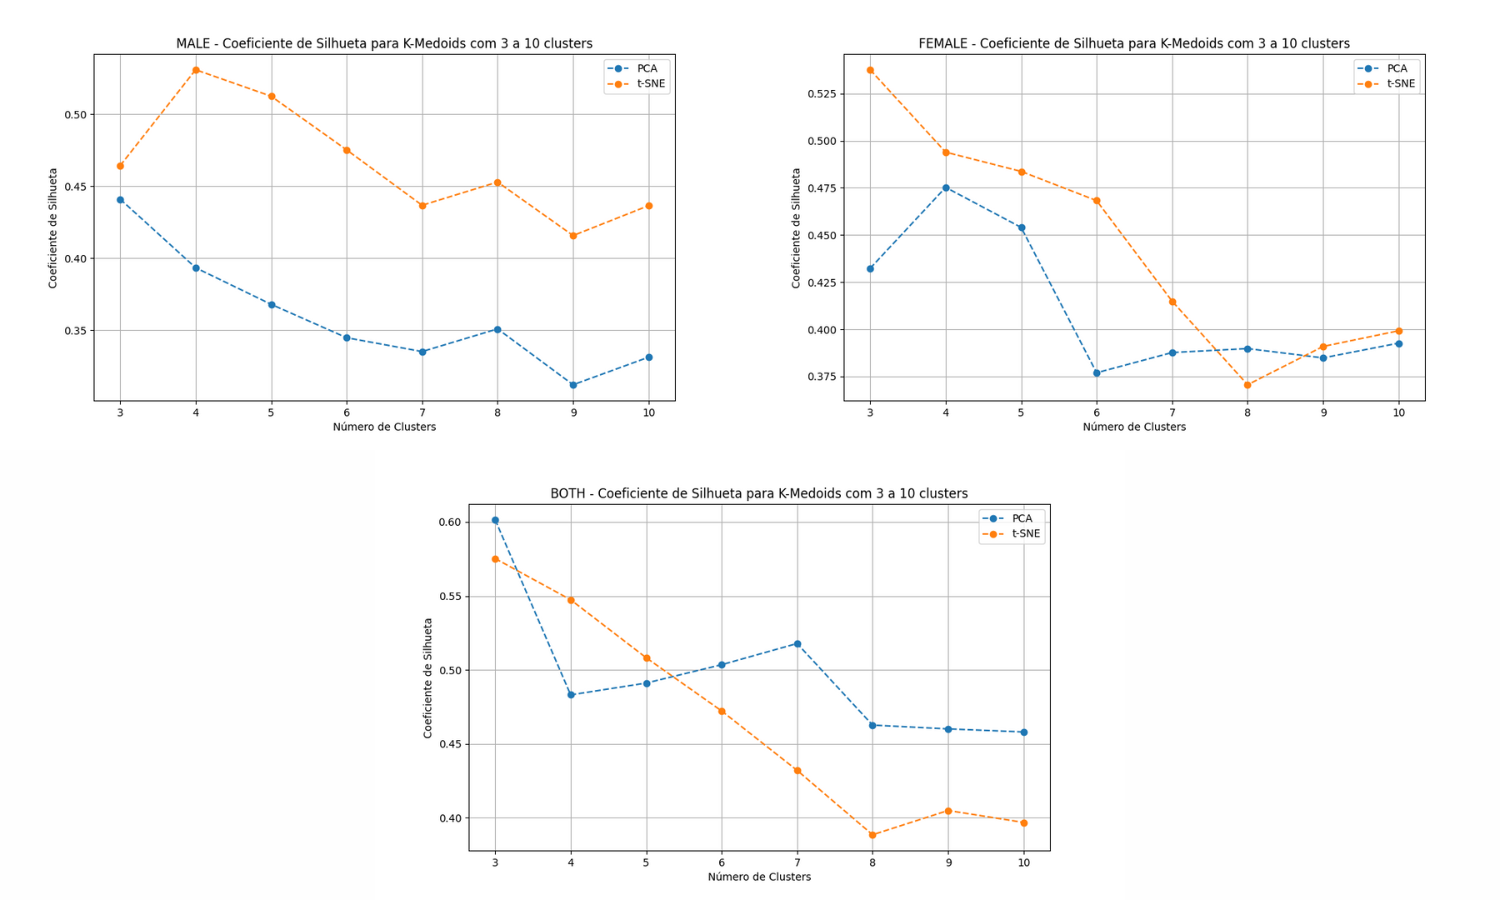 MALE - Coeficiente de Silhueta para K-Medoids com 3 a 10 clusters
PCA
t-SNE
0.50
0.45
0.40
0.35
Coeficiente de Silhueta
3 4 5 6 7 8 9 10
Número de Clusters
FEMALE - Coeficiente de Silhueta para K-Medoids com 3 a 10 clusters
PCA
t-SNE
0.525
0.500
0.475
0.450
0.425
0.400
0.375
Coeficiente de Silhueta
3 4 5 6 7 8 9 10
Número de Clusters
BOTH - Coeficiente de Silhueta para K-Medoids com 3 a 10 clusters
PCA
t-SNE
0.60
0.55
0.50
0.45
0.40
Coeficiente de Silhueta
3 4 5 6 7 8 9 10
Número de Clusters